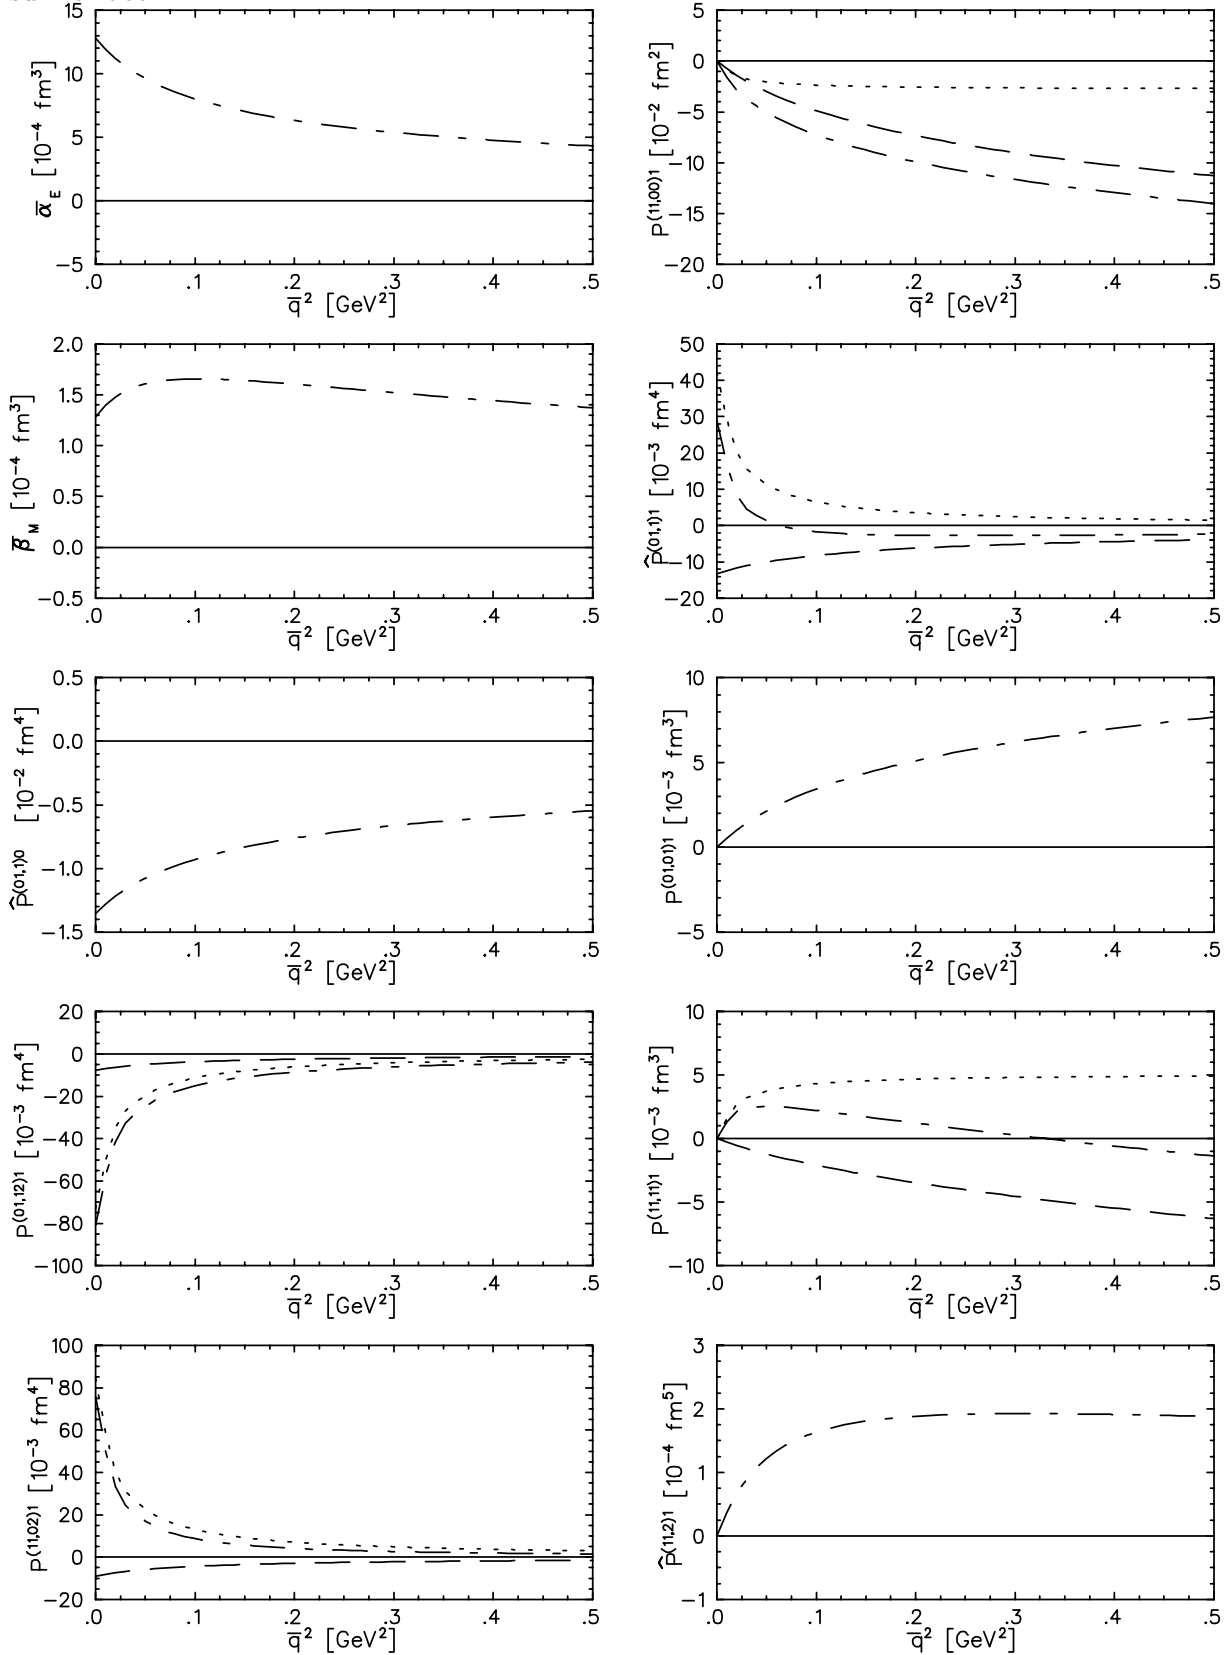 15
10
5
0
−5
ᾱ_E [10⁻⁴ fm³]
.0 .1 .2 .3 .4 .5
q̄² [GeV²]
5
0
−5
−10
−15
−20
P^(11,00)1 [10⁻² fm²]
.0 .1 .2 .3 .4 .5
q̄² [GeV²]
2.0
1.5
1.0
0.5
0.0
−0.5
β̄_M [10⁻⁴ fm³]
.0 .1 .2 .3 .4 .5
q̄² [GeV²]
50
40
30
20
10
0
−10
−20
P̂^(01,1)1 [10⁻³ fm⁴]
.0 .1 .2 .3 .4 .5
q̄² [GeV²]
0.5
0.0
−0.5
−1.0
−1.5
P̂^(01,1)0 [10⁻² fm⁴]
.0 .1 .2 .3 .4 .5
q̄² [GeV²]
10
5
0
−5
P^(01,01)1 [10⁻³ fm³]
.0 .1 .2 .3 .4 .5
q̄² [GeV²]
20
0
−20
−40
−60
−80
−100
P^(01,12)1 [10⁻³ fm⁴]
.0 .1 .2 .3 .4 .5
q̄² [GeV²]
10
5
0
−5
−10
P^(11,11)1 [10⁻³ fm³]
.0 .1 .2 .3 .4 .5
q̄² [GeV²]
100
80
60
40
20
0
−20
P^(11,02)1 [10⁻³ fm⁴]
.0 .1 .2 .3 .4 .5
q̄² [GeV²]
3
2
1
0
−1
P̂^(11,2)1 [10⁻⁴ fm⁵]
.0 .1 .2 .3 .4 .5
q̄² [GeV²]